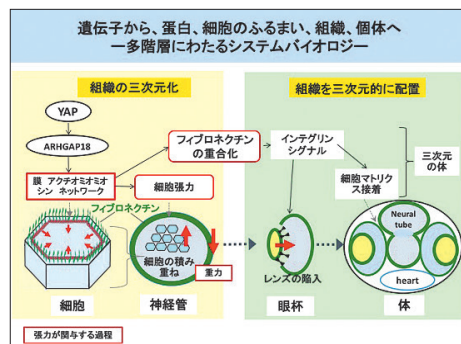 遺伝子から、蛋白、細胞のふるまい、組織、個体へ
ー多階層にわたるシステムバイオロジー
組織の三次元化
YAP
ARHGAP18
膜 アクチオミオミオ
シン ネットワーク
フィブロネクチン
の重合化
細胞張力
フィブロネクチン
細胞の積み
重ね
重力
細胞
神経管
張力が関与する過程
組織を三次元的に配置
インテグリン
シグナル
細胞マトリク
ス接着
三次元
の体
レンズの陥入
眼杯
Neural
tube
heart
体